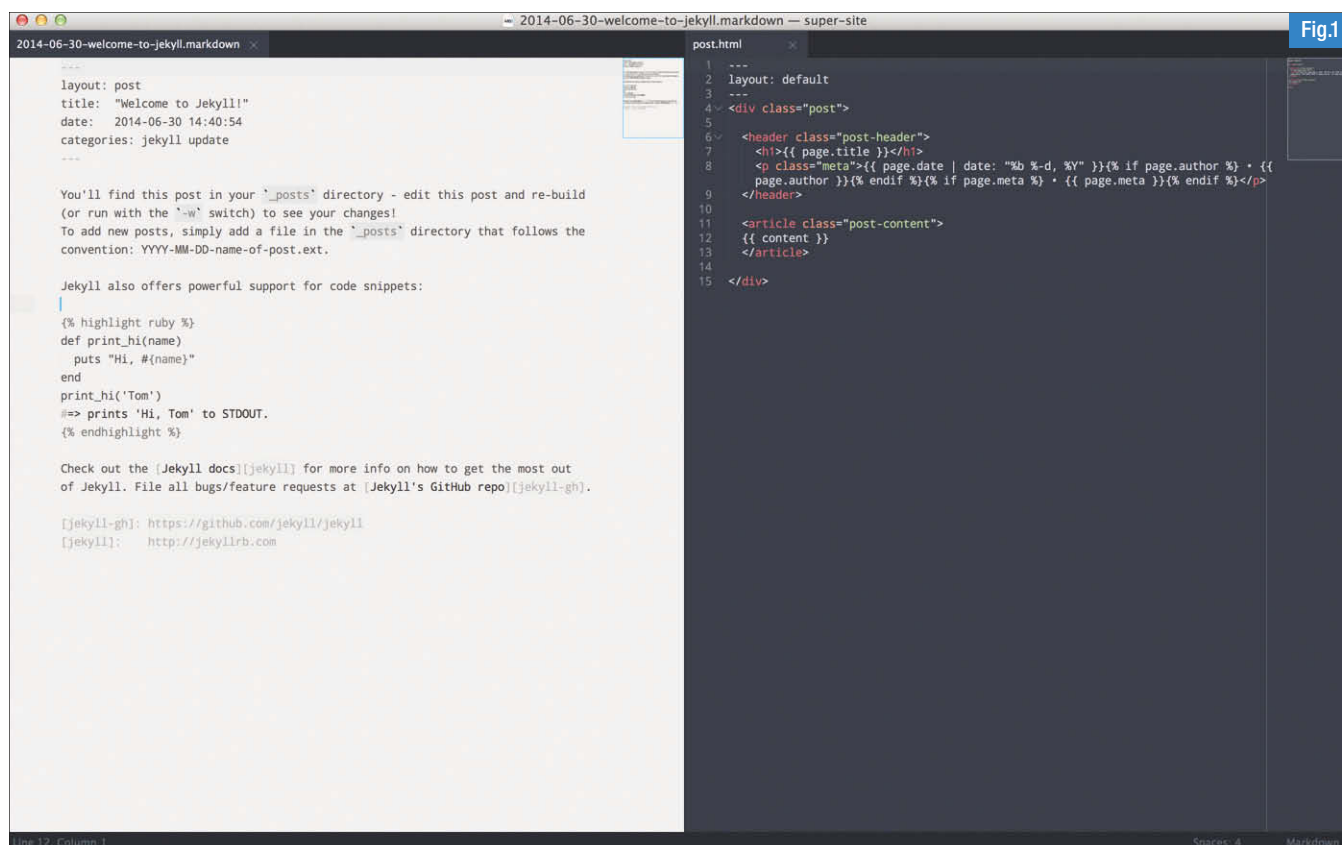 2014-06-30-welcome-to-jekyll.markdown — super-site
Fig.1
2014-06-30-welcome-to-jekyll.markdown ×
---
layout: post
title:  "Welcome to Jekyll!"
date:   2014-06-30 14:40:54
categories: jekyll update
---
You'll find this post in your `_posts` directory - edit this post and re-build
(or run with the `-w` switch) to see your changes!
To add new posts, simply add a file in the `_posts` directory that follows the
convention: YYYY-MM-DD-name-of-post.ext.
Jekyll also offers powerful support for code snippets:
{% highlight ruby %}
def print_hi(name)
  puts "Hi, #{name}"
end
print_hi('Tom')
#=> prints 'Hi, Tom' to STDOUT.
{% endhighlight %}
Check out the [Jekyll docs][jekyll] for more info on how to get the most out
of Jekyll. File all bugs/feature requests at [Jekyll's GitHub repo][jekyll-gh].
[jekyll-gh]: https://github.com/jekyll/jekyll
[jekyll]:    http://jekyllrb.com
post.html ×
1 ---
2 layout: default
3 ---
4 <div class="post">
5
6   <header class="post-header">
7     <h1>{{ page.title }}</h1>
8     <p class="meta">{{ page.date | date: "%b %-d, %Y" }}{% if page.author %} • {{
page.author }}{% endif %}{% if page.meta %} • {{ page.meta }}{% endif %}</p>
9   </header>
10
11   <article class="post-content">
12   {{ content }}
13   </article>
14
15 </div>
Line 12, Column 1
Spaces: 4
Markdown